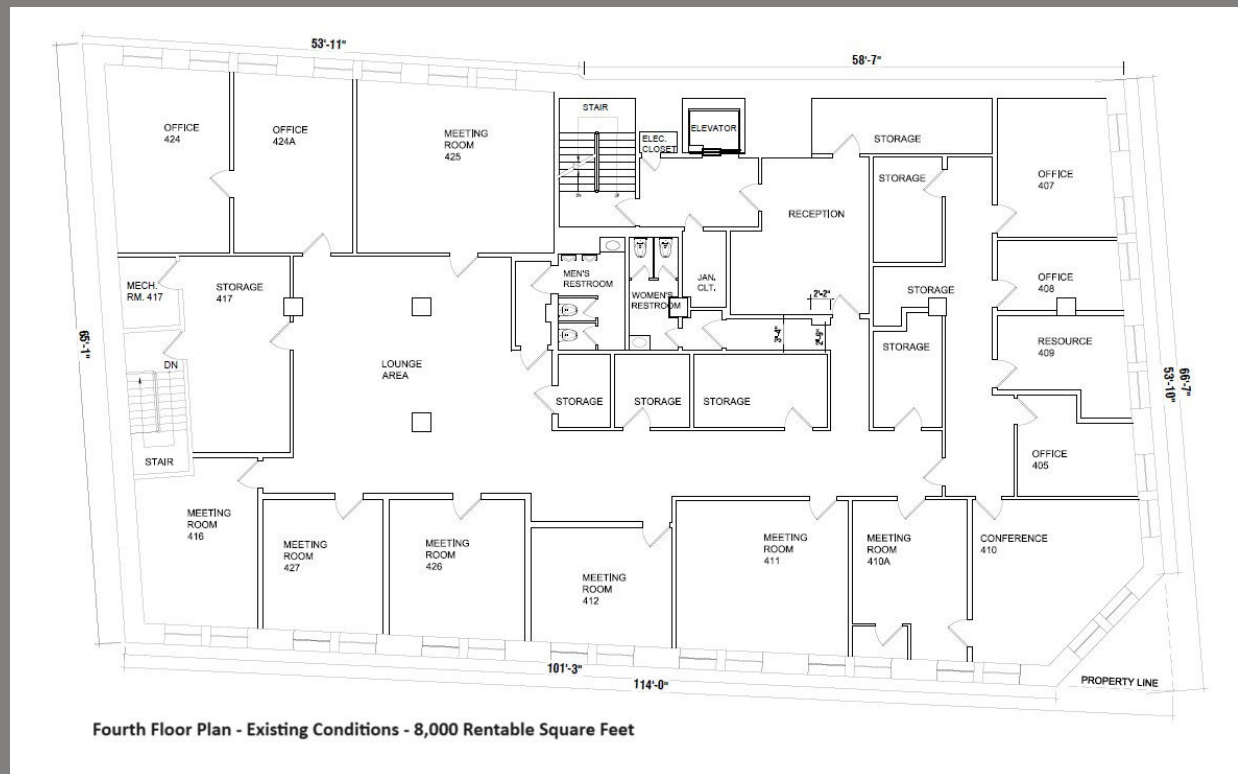 53'-11"
58'-7"
STAIR
ELEVATOR
ELEC.
CLOSET
STORAGE
OFFICE
424
OFFICE
424A
MEETING
ROOM
425
STORAGE
OFFICE
407
RECEPTION
MECH.
RM. 417
STORAGE
417
MEN'S
RESTROOM
WOMEN'S
RESTROOM
JAN.
CLT.
STORAGE
OFFICE
408
2'-2"
3'-4"
2'-9"
65'-1"
DN
LOUNGE
AREA
STORAGE
RESOURCE
409
66'-7"
53'-10"
STORAGE
STORAGE
STORAGE
STAIR
OFFICE
405
MEETING
ROOM
416
MEETING
ROOM
427
MEETING
ROOM
426
MEETING
ROOM
412
MEETING
ROOM
411
MEETING
ROOM
410A
CONFERENCE
410
101'-3"
114'-0"
PROPERTY LINE
Fourth Floor Plan - Existing Conditions - 8,000 Rentable Square Feet